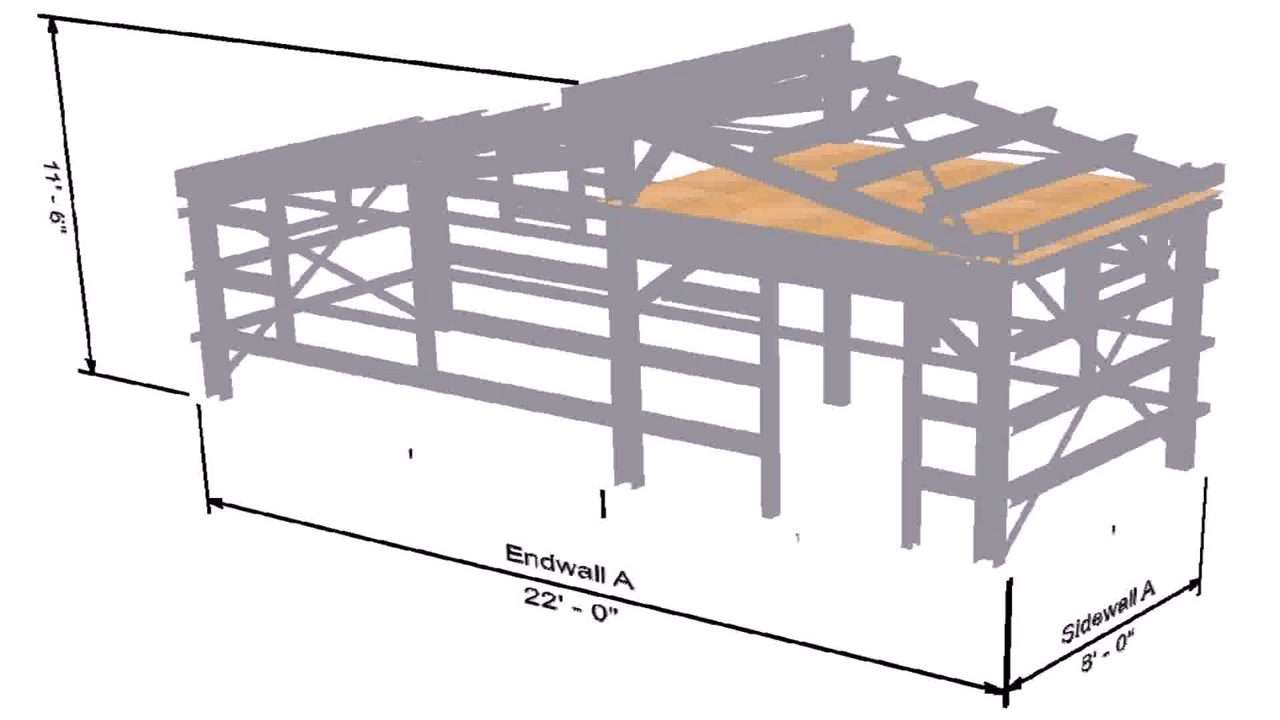 11' - 6"
Endwall A
22' - 0"
Sidewall A
8' - 0"